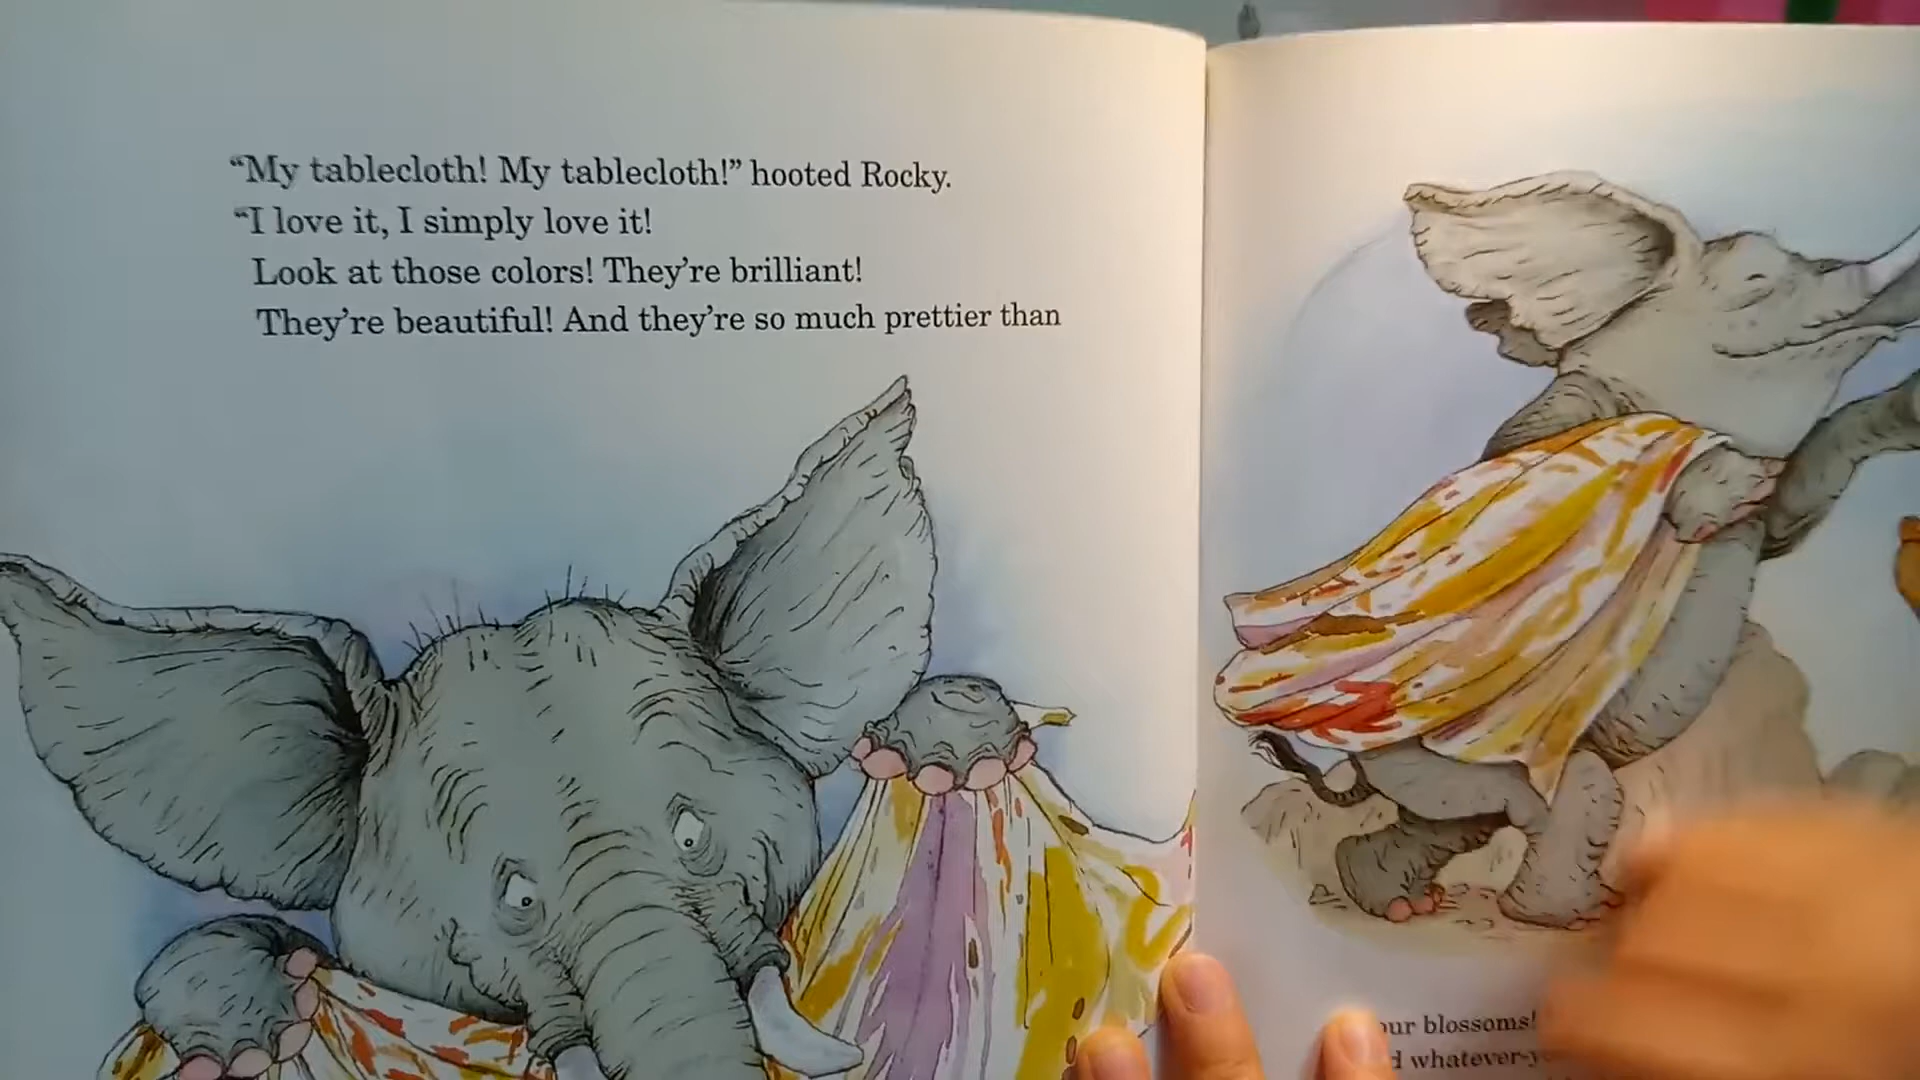 “My tablecloth! My tablecloth!” hooted Rocky.
“I love it, I simply love it!
Look at those colors! They’re brilliant!
They’re beautiful! And they’re so much prettier than
blossoms!